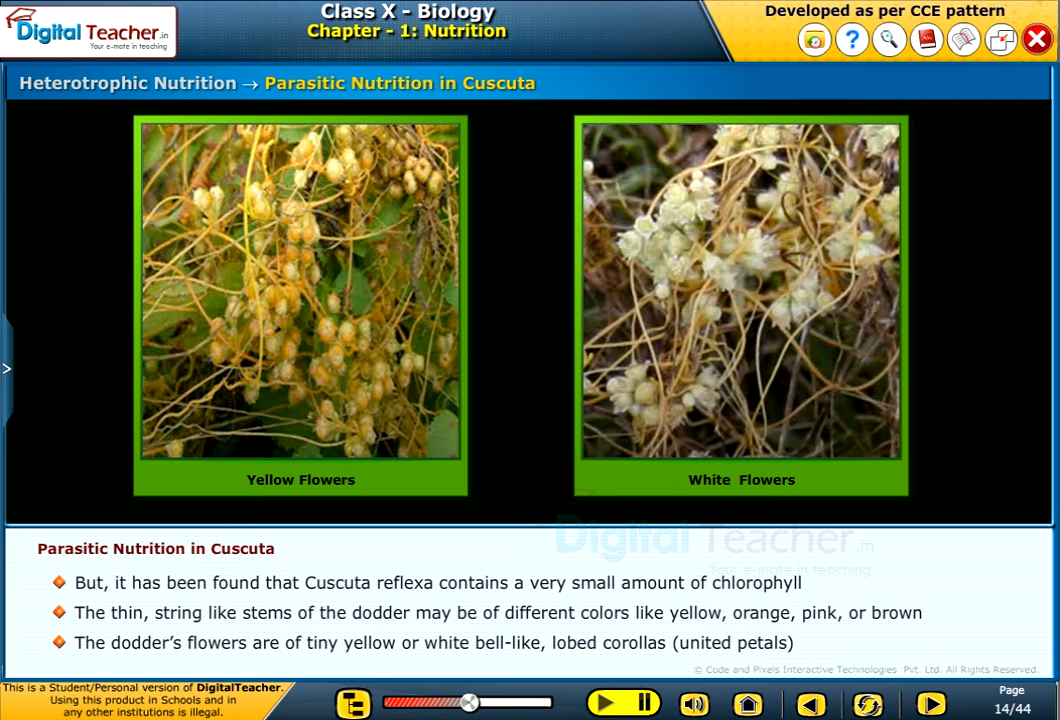 Digital Teacher.in
Your e-mate in teaching
Class X - Biology
Chapter - 1: Nutrition
Developed as per CCE pattern
?
Heterotrophic Nutrition → Parasitic Nutrition in Cuscuta
>
Yellow Flowers
White Flowers
Digital Teacher.in
Your e-mate in teaching
Parasitic Nutrition in Cuscuta
But, it has been found that Cuscuta reflexa contains a very small amount of chlorophyll
The thin, string like stems of the dodder may be of different colors like yellow, orange, pink, or brown
The dodder's flowers are of tiny yellow or white bell-like, lobed corollas (united petals)
© Code and Pixels Interactive Technologies Pvt. Ltd. All Rights Reserved.
This is a Student/Personal version of DigitalTeacher.
Using this product in Schools and in
any other institutions is illegal.
Page
14/44